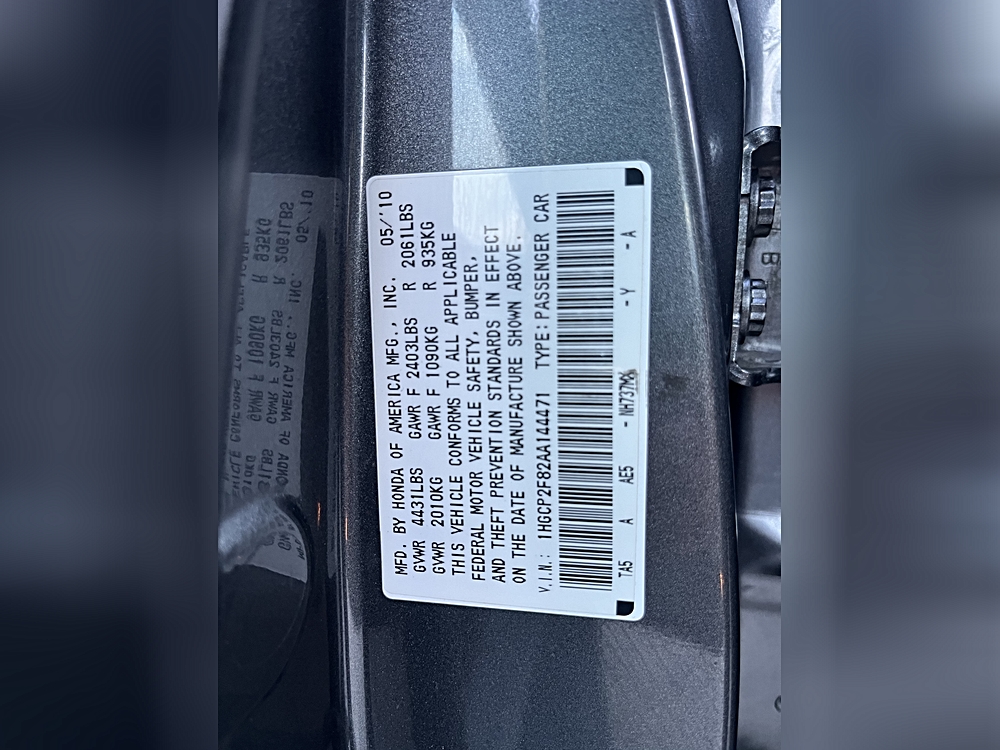 MFD. BY HONDA OF AMERICA MFG., INC. 05/'10
GVWR 4431LBS GAWR F 2403LBS R 2061LBS
GVWR 2010KG GAWR F 1090KG R 935KG
THIS VEHICLE CONFORMS TO ALL APPLICABLE
FEDERAL MOTOR VEHICLE SAFETY, BUMPER,
AND THEFT PREVENTION STANDARDS IN EFFECT
ON THE DATE OF MANUFACTURE SHOWN ABOVE.
V.I.N.: 1HGCP2F82AA144471 TYPE: PASSENGER CAR
TA5 A AE5 - -Y -A
B